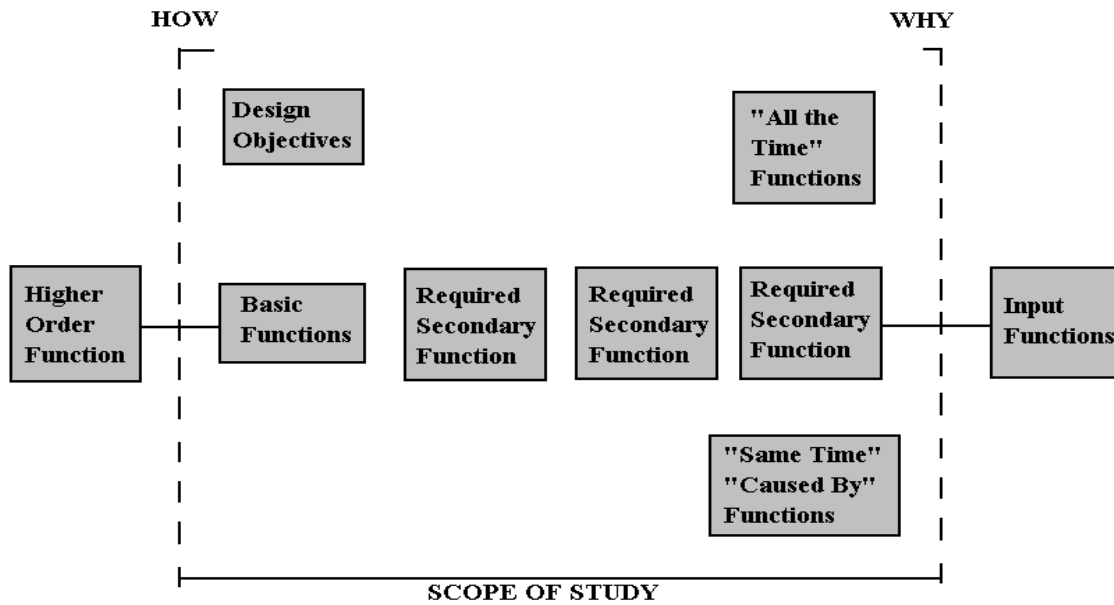 HOW
WHY
Design
Objectives
"All the
Time"
Functions
Higher
Order
Function
Basic
Functions
Required
Secondary
Function
Required
Secondary
Function
Required
Secondary
Function
Input
Functions
"Same Time"
"Caused By"
Functions
SCOPE OF STUDY